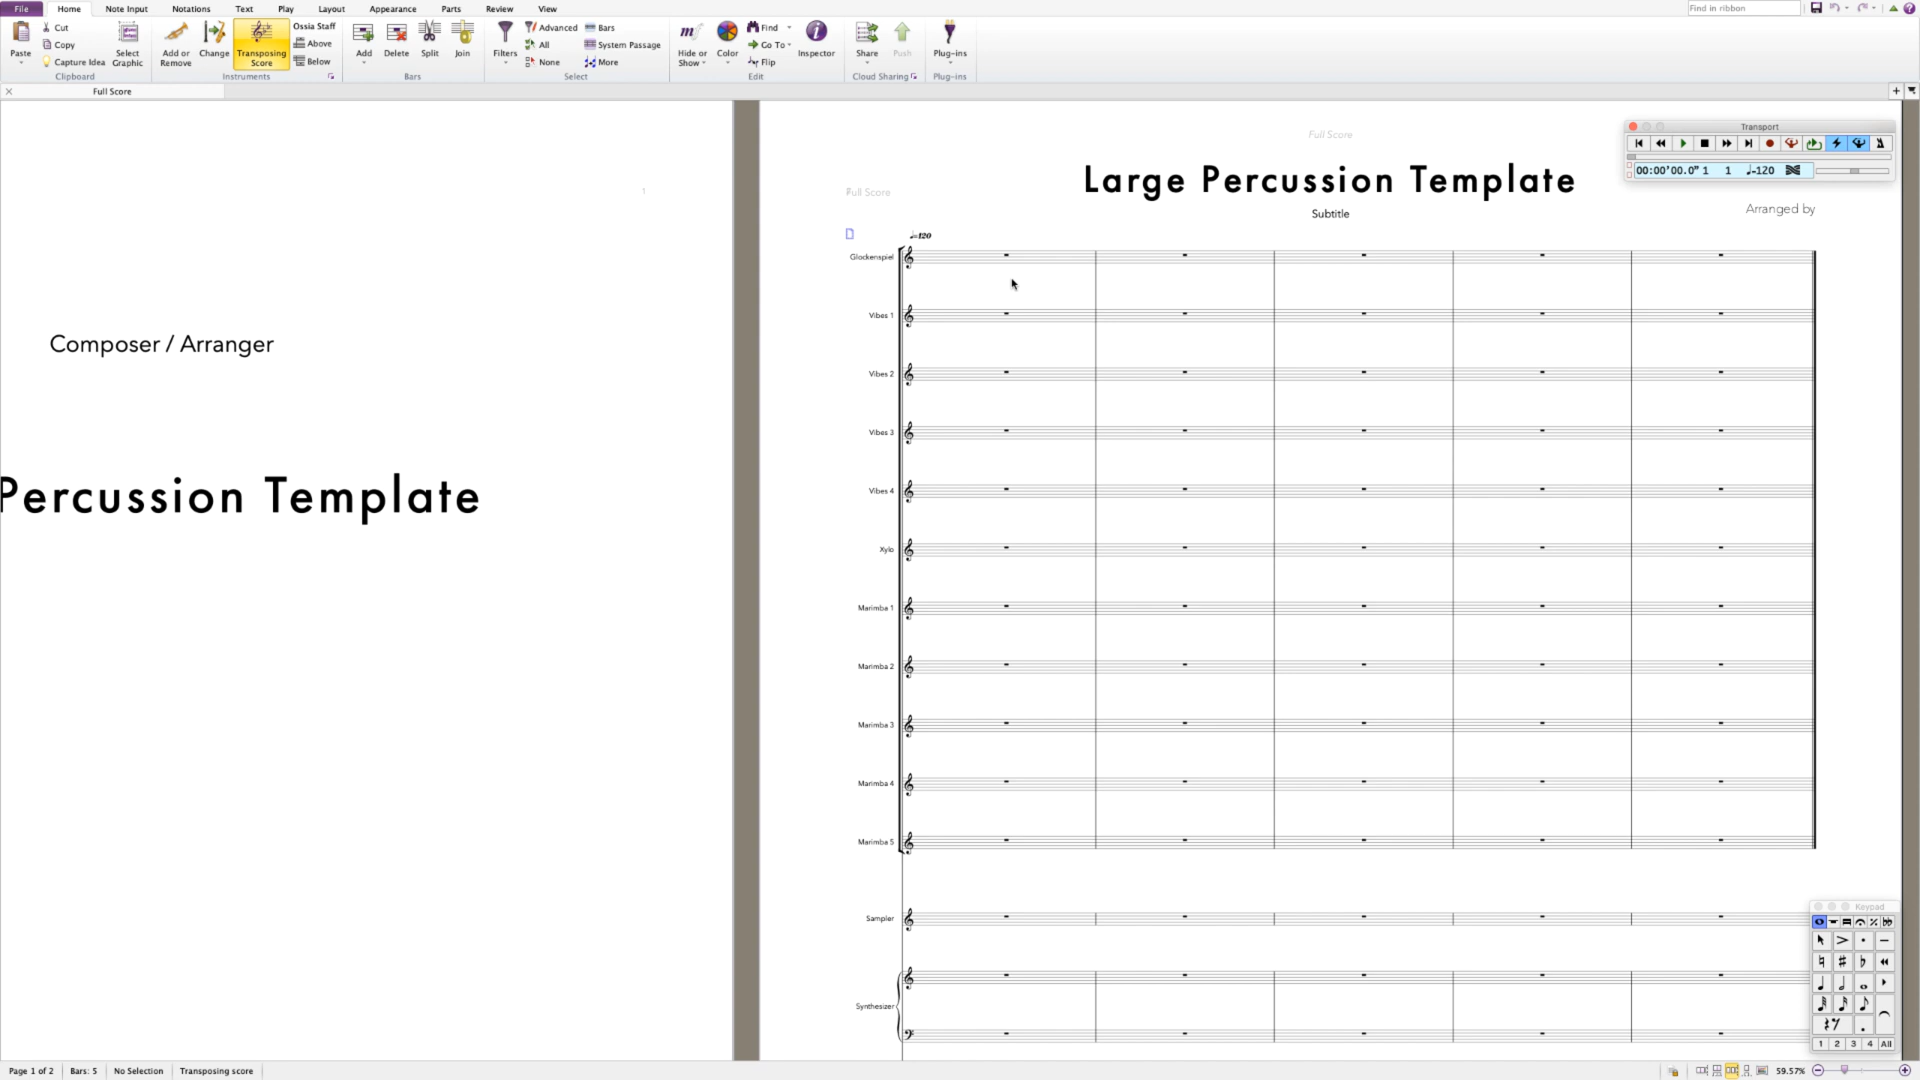 File Home Note Input Notations Text Play Layout Appearance Parts Review View Find in ribbon
Paste Cut Copy Capture Idea Select Graphic Clipboard
Add or Remove Change Transposing Score Ossia Staff Above Below Instruments
Add Delete Split Join Bars
Filters Advanced All None Bars System Passage More Select
Hide or Show Color Find Go To Flip Inspector Edit
Share Push Cloud Sharing
Plug-ins Plug-ins
Full Score
1
Composer / Arranger
Percussion Template
Full Score
Full Score
Large Percussion Template
Subtitle
Arranged by
Transport
00:00'00.0" 1 1 ♩=120
♩=120
Glockenspiel
Vibes 1
Vibes 2
Vibes 3
Vibes 4
Xylo
Marimba 1
Marimba 2
Marimba 3
Marimba 4
Marimba 5
Sampler
Synthesizer
Keypad
1 2 3 4 All
Page 1 of 2 Bars: 5 No Selection Transposing score 59.57%